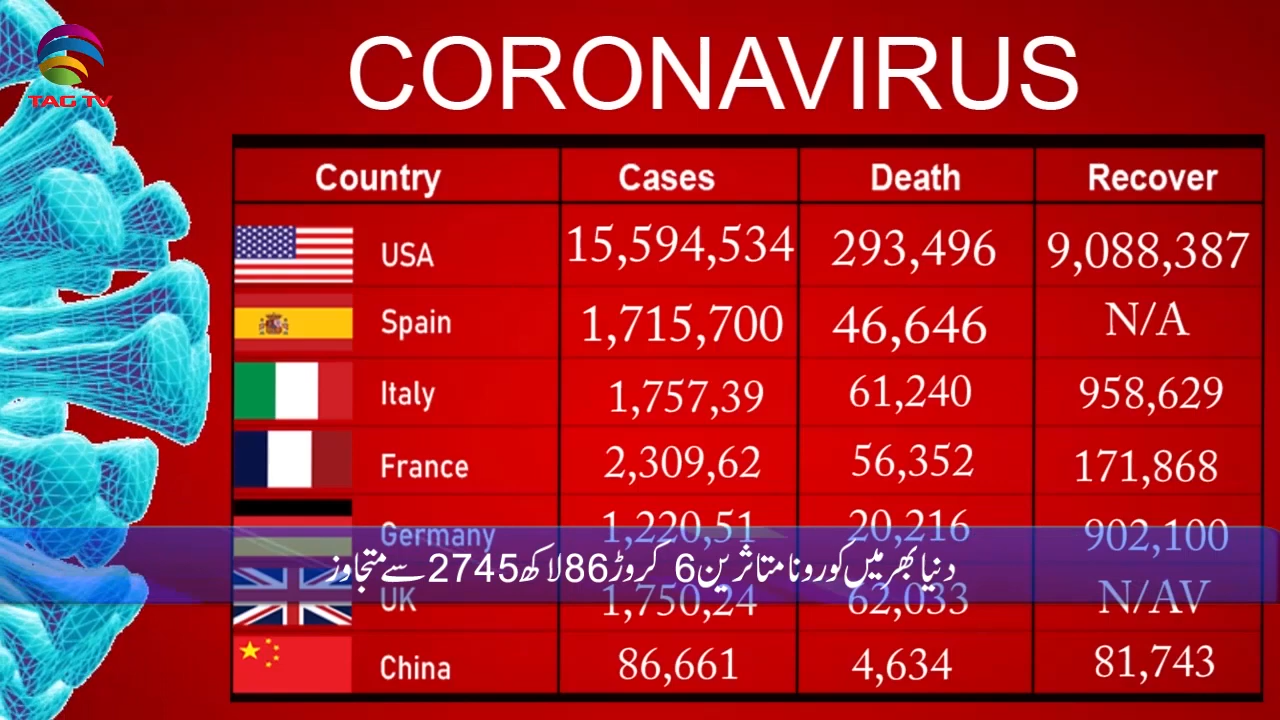 TAG TV
CORONAVIRUS
Country Cases Death Recover
USA 15,594,534 293,496 9,088,387
Spain 1,715,700 46,646 N/A
Italy 1,757,39 61,240 958,629
France 2,309,62 56,352 171,868
Germany 1,220,51 20,216 902,100
دنیا بھر میں کورونا متاثرین 6 کروڑ 86 لاکھ 2745 سے متجاوز
UK 1,750,24 62,033 N/AV
China 86,661 4,634 81,743